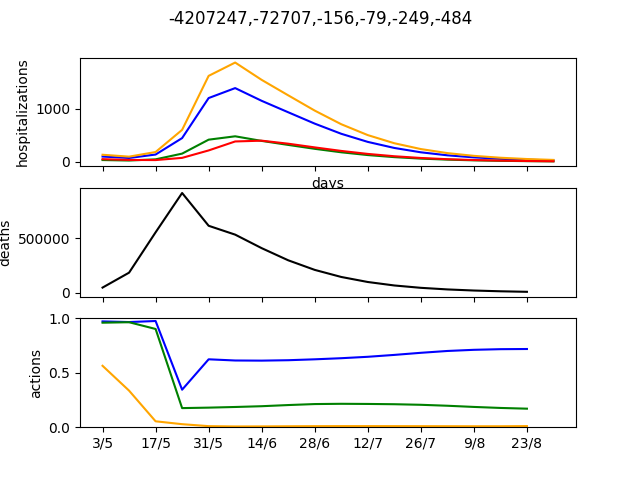 -4207247,-72707,-156,-79,-249,-484
hospitalizations
1000
0
days
deaths
500000
0
actions
1.0
0.5
0.0
3/5 17/5 31/5 14/6 28/6 12/7 26/7 9/8 23/8